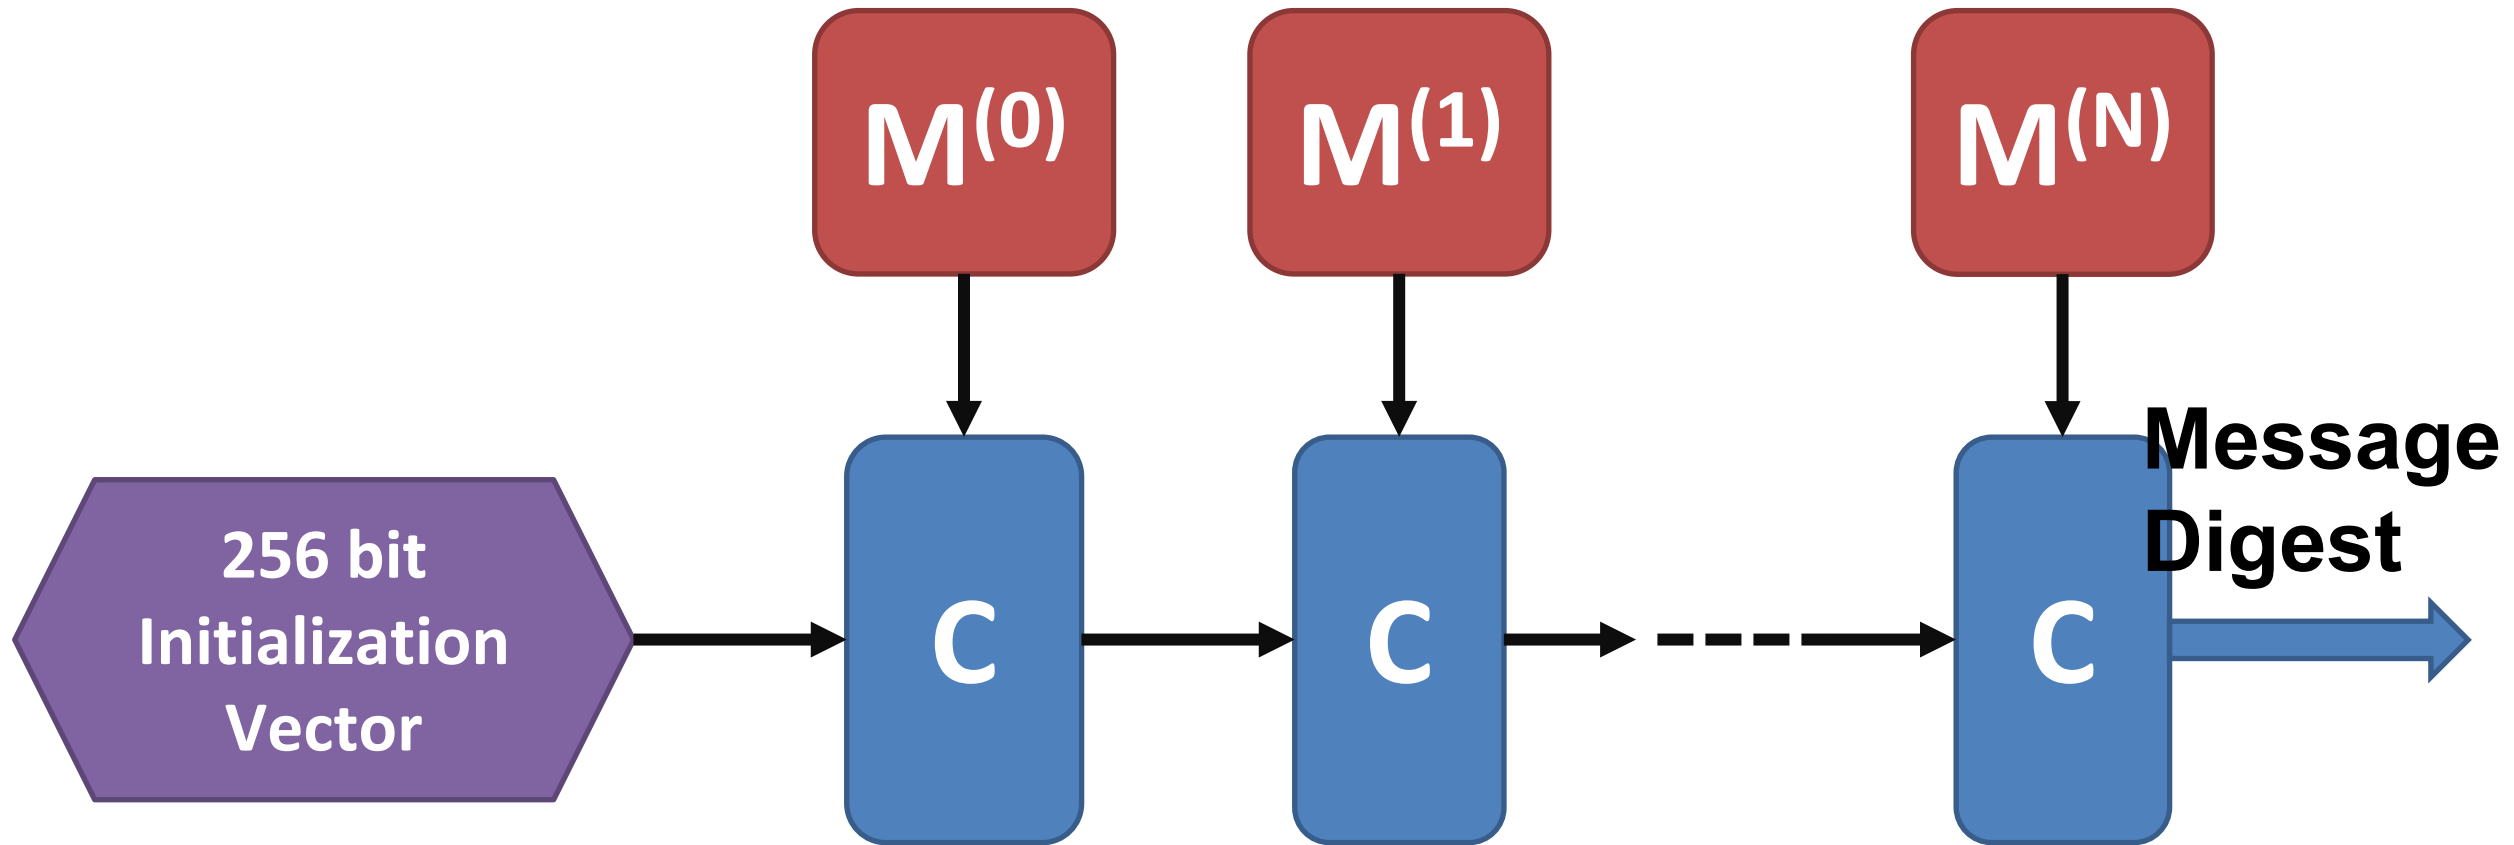 M(0)
M(1)
M(N)
Message
Digest
256 bit
Initialization
Vector
C
C
C